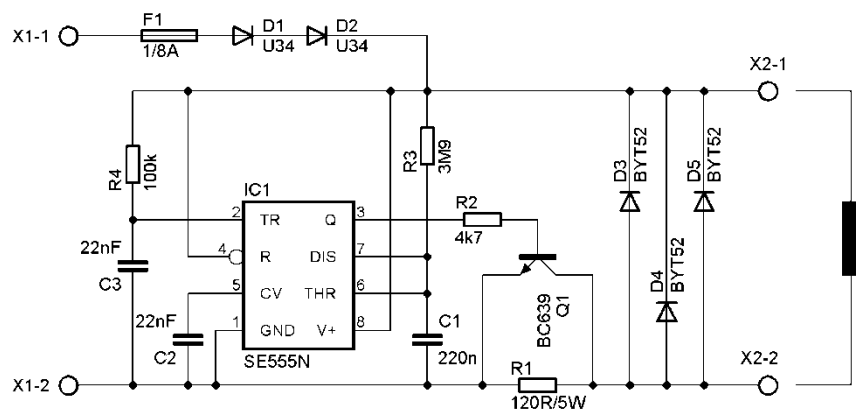 F1
D1
D2
X1-1
1/8A
U34
U34
X2-1
R4
100k
R3
3M9
D3
BYT52
D5
BYT52
IC1
2
TR
Q
3
R2
4k7
22nF
4
R
DIS
7
C3
5
CV
THR
6
D4
BYT52
22nF
1
GND
V+
8
C1
BC639
Q1
C2
SE555N
220n
R1
X1-2
120R/5W
X2-2